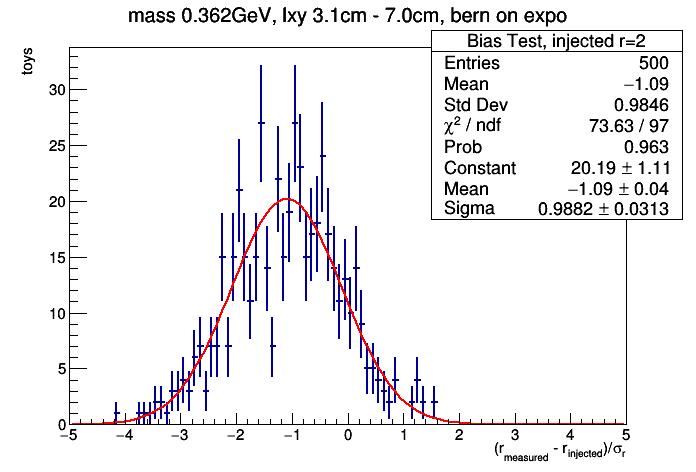 mass 0.362GeV, lxy 3.1cm - 7.0cm, bern on expo
toys
Bias Test, injected r=2
Entries 500
Mean −1.09
Std Dev 0.9846
χ² / ndf 73.63 / 97
Prob 0.963
Constant 20.19 ± 1.11
Mean −1.09 ± 0.04
Sigma 0.9882 ± 0.0313
30
25
20
15
10
5
0
−5 −4 −3 −2 −1 0 1 2 3 4 5
(r_measured - r_injected)/σ_r